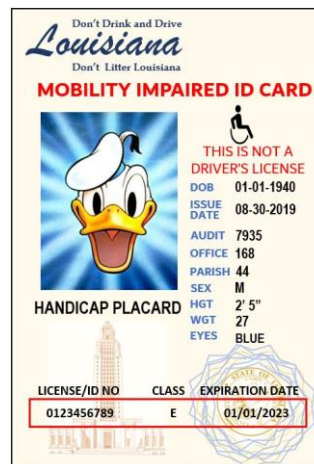 Don't Drink and Drive
Louisiana
Don't Litter Louisiana
MOBILITY IMPAIRED ID CARD
THIS IS NOT A
DRIVER'S LICENSE
DOB 01-01-1940
ISSUE DATE 08-30-2019
AUDIT 7935
OFFICE 168
PARISH 44
SEX M
HGT 2' 5"
WGT 27
EYES BLUE
HANDICAP PLACARD
LICENSE/ID NO CLASS EXPIRATION DATE
0123456789 E 01/01/2023